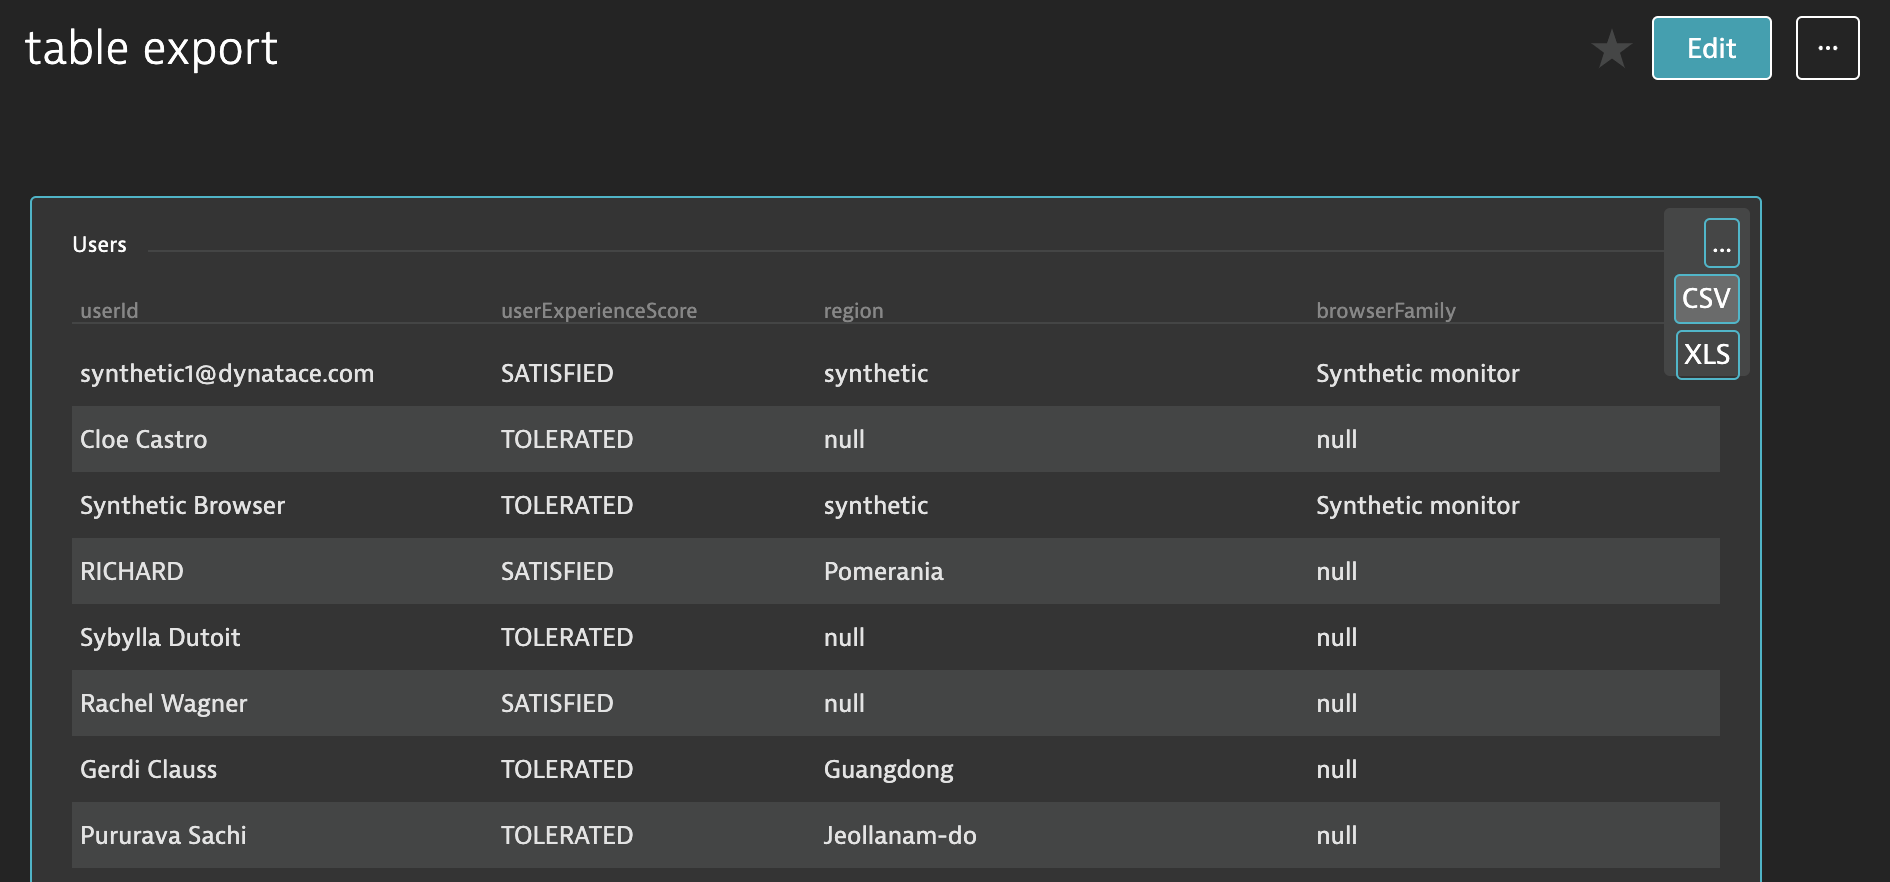 table export
★ Edit ...
Users ...
CSV
userId userExperienceScore region browserFamily
XLS
synthetic1@dynatace.com SATISFIED synthetic Synthetic monitor
Cloe Castro TOLERATED null null
Synthetic Browser TOLERATED synthetic Synthetic monitor
RICHARD SATISFIED Pomerania null
Sybylla Dutoit TOLERATED null null
Rachel Wagner SATISFIED null null
Gerdi Clauss TOLERATED Guangdong null
Pururava Sachi TOLERATED Jeollanam-do null